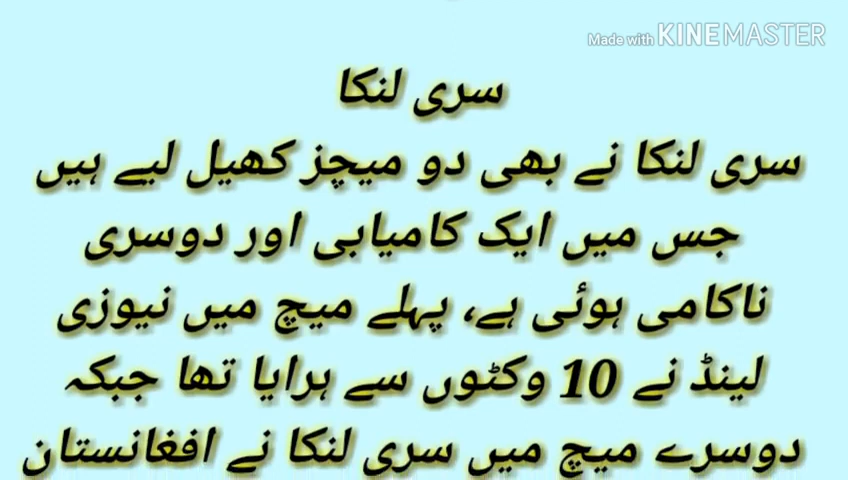 Made with KINEMASTER
سری لنکا
سری لنکا نے بھی دو میچز کھیل لیے ہیں
جس میں ایک کامیابی اور دوسری
ناکامی ہوئی ہے، پہلے میچ میں نیوزی
لینڈ نے 10 وکٹوں سے ہرایا تھا جبکہ
دوسرے میچ میں سری لنکا نے افغانستان